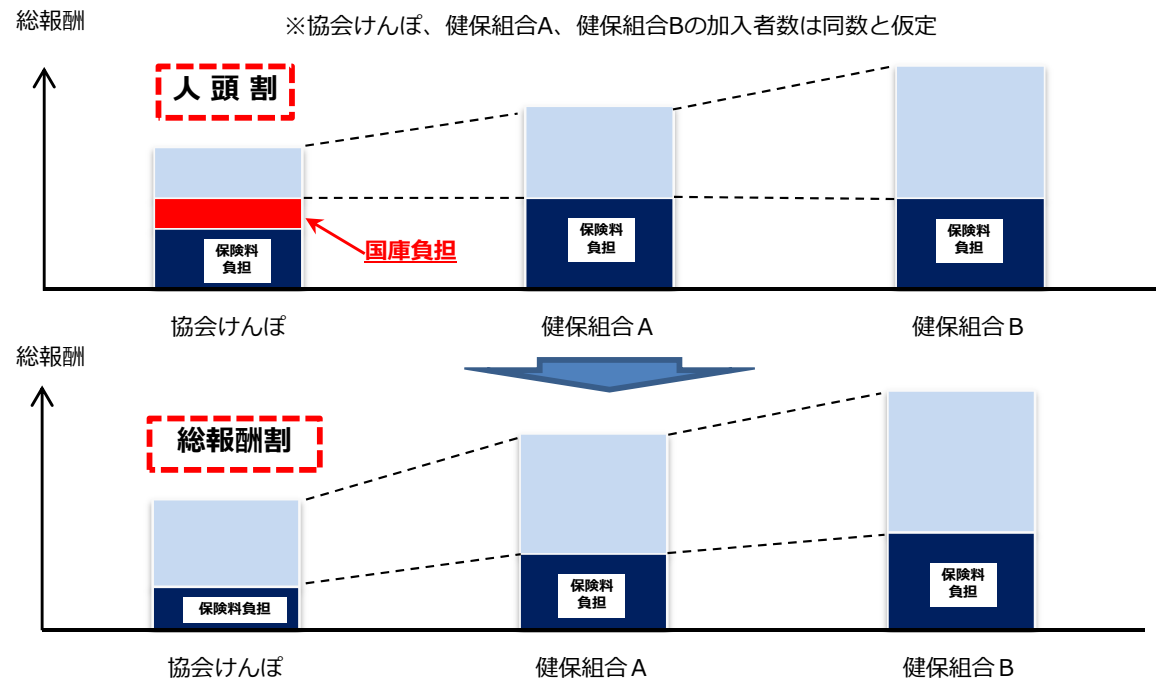 総報酬
※協会けんぽ、健保組合A、健保組合Bの加入者数は同数と仮定
人 頭 割
保険料
負担
国庫負担
保険料
負担
保険料
負担
協会けんぽ
健保組合A
健保組合B
総報酬
総報酬割
保険料負担
保険料
負担
保険料
負担
協会けんぽ
健保組合A
健保組合B